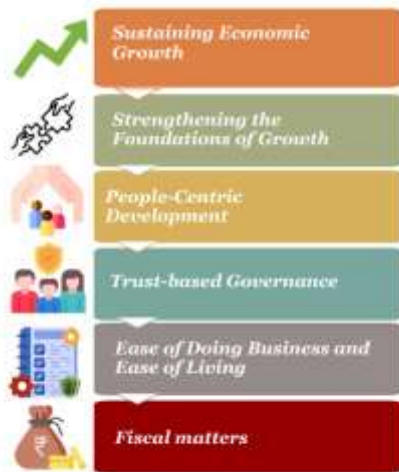 Sustaining Economic
Growth
Strengthening the
Foundations of Growth
People-Centric
Development
Trust-based Governance
Ease of Doing Business and
Ease of Living
₹
Fiscal matters